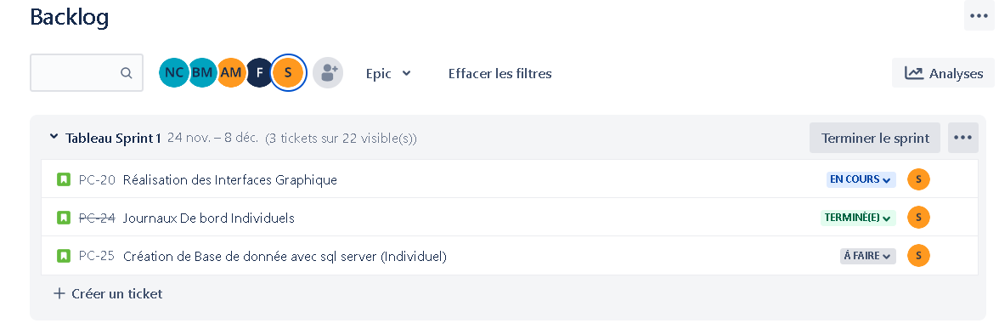 Backlog
NC BM AM F S Epic Effacer les filtres Analyses
Tableau Sprint 1 24 nov. – 8 déc. (3 tickets sur 22 visible(s)) Terminer le sprint
PC-20 Réalisation des Interfaces Graphique EN COURS S
PC-24 Journaux De bord Individuels TERMINÉ(E) S
PC-25 Création de Base de donnée avec sql server (Individuel) À FAIRE S
+ Créer un ticket